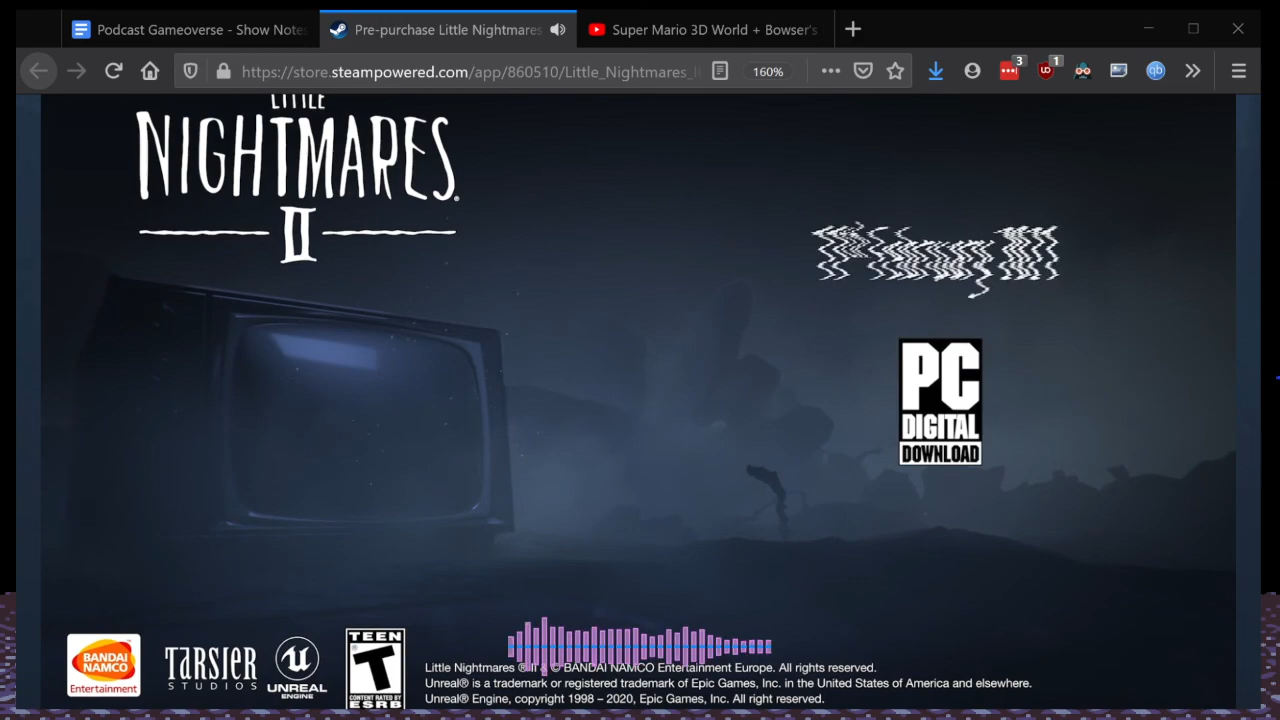 Podcast Gameoverse - Show Notes
Pre-purchase Little Nightmares
Super Mario 3D World + Bowser's
https://store.steampowered.com/app/860510/Little_Nightmares_I
160%
3
1
qb
LITTLE
NIGHTMARES®
II
PC
DIGITAL
DOWNLOAD
BANDAI
NAMCO
Entertainment
TARSIER
STUDIOS
UNREAL
ENGINE
TEEN
T
CONTENT RATED BY
ESRB
Little Nightmares ® II & © BANDAI NAMCO Entertainment Europe. All rights reserved.
Unreal® is a trademark or registered trademark of Epic Games, Inc. in the United States of America and elsewhere.
Unreal® Engine, copyright 1998 – 2020, Epic Games, Inc. All right reserved.